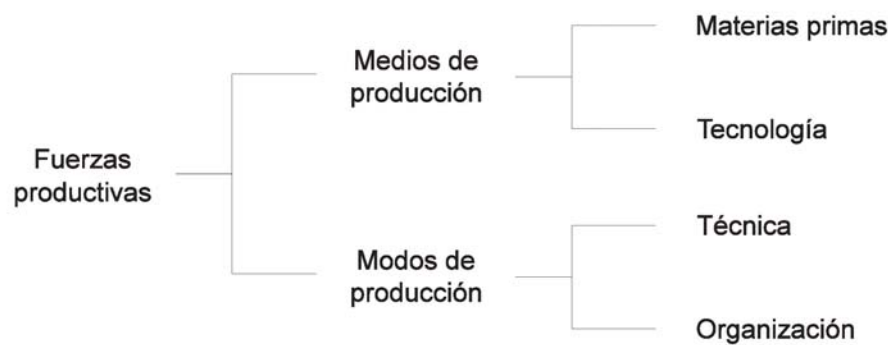 Materias primas
Medios de
producción
Tecnología
Fuerzas
productivas
Técnica
Modos de
producción
Organización